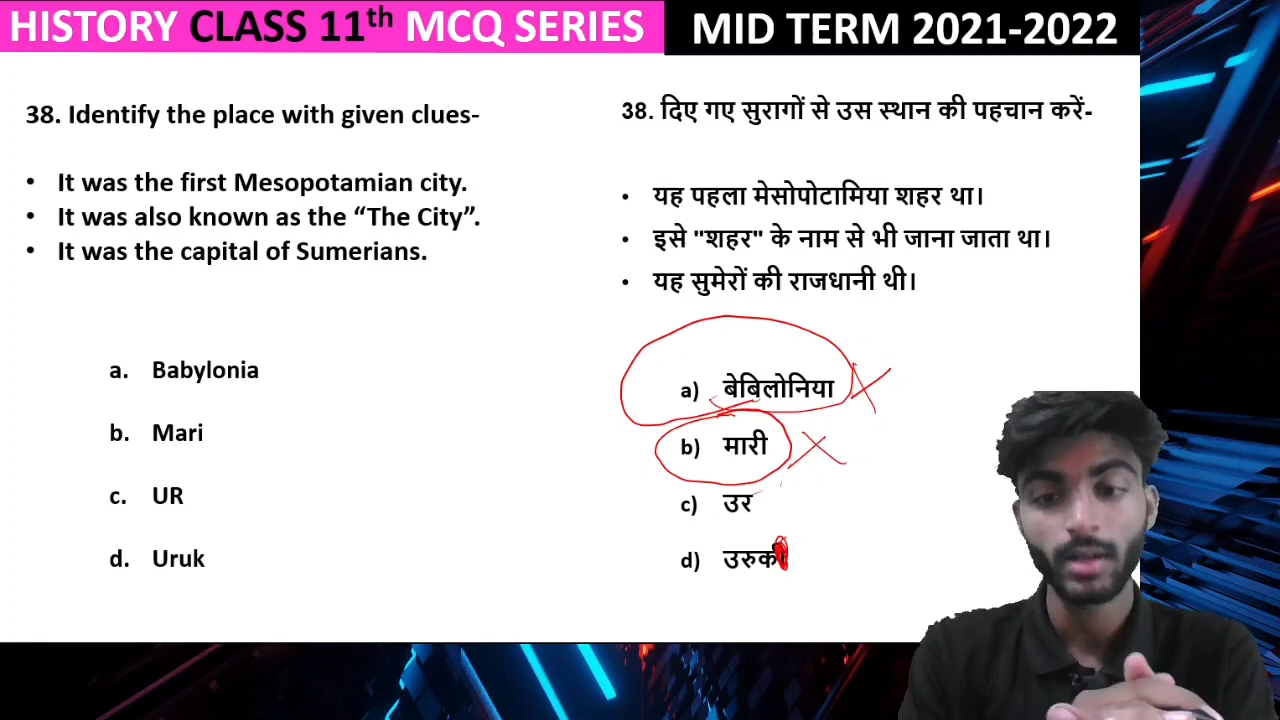 HISTORY CLASS 11th MCQ SERIES
MID TERM 2021-2022
38. Identify the place with given clues-
• It was the first Mesopotamian city.
• It was also known as the “The City”.
• It was the capital of Sumerians.
a. Babylonia
b. Mari
c. UR
d. Uruk
38. दिए गए सुरागों से उस स्थान की पहचान करें-
• यह पहला मेसोपोटामिया शहर था।
• इसे "शहर" के नाम से भी जाना जाता था।
• यह सुमेरों की राजधानी थी।
a) बेबिलोनिया
b) मारी
c) उर
d) उरुक